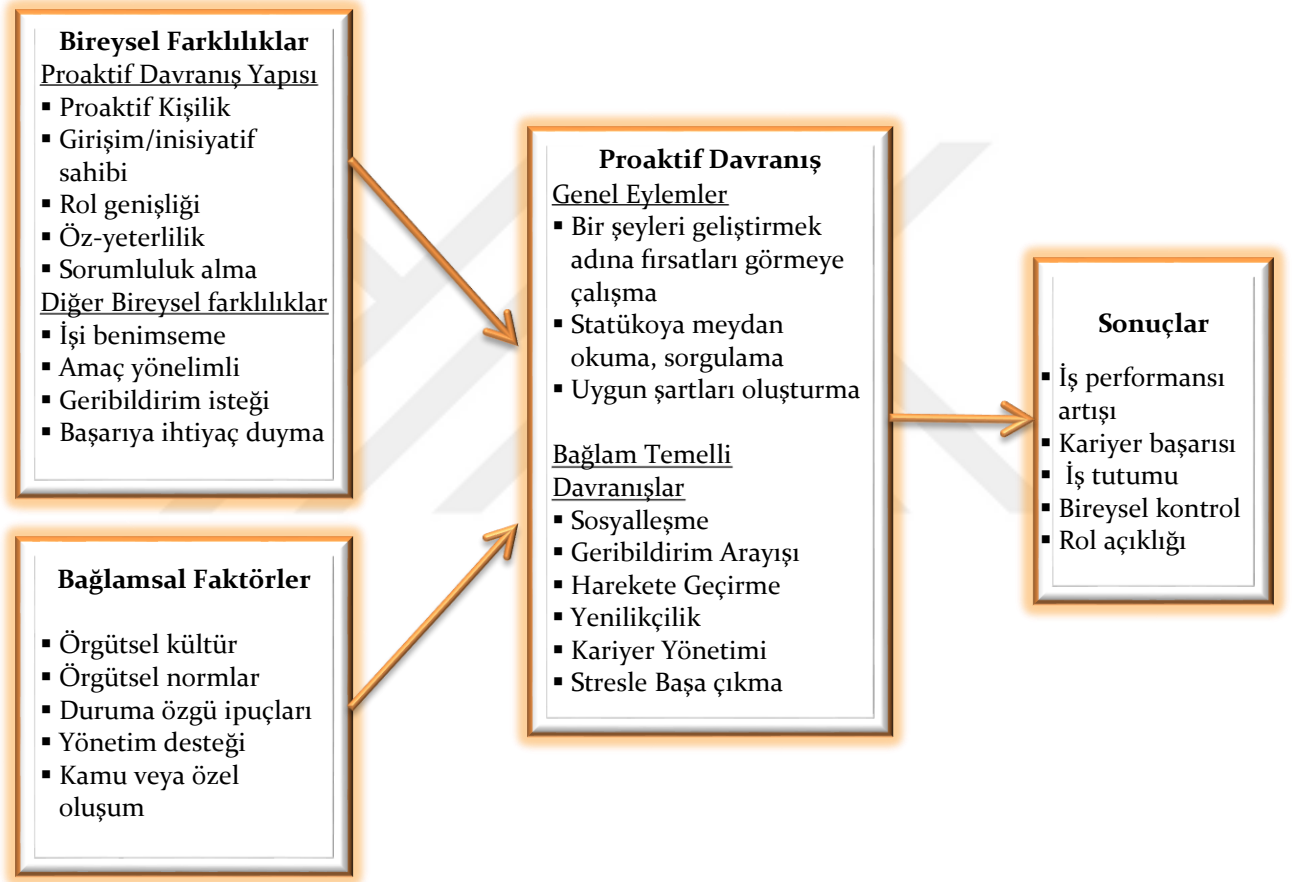 Bireysel Farklılıklar
Proaktif Davranış Yapısı
▪ Proaktif Kişilik
▪ Girişim/inisiyatif
sahibi
▪ Rol genişliği
▪ Öz-yeterlilik
▪ Sorumluluk alma
Diğer Bireysel farklılıklar
▪ İşi benimseme
▪ Amaç yönelimli
▪ Geribildirim isteği
▪ Başarıya ihtiyaç duyma
Bağlamsal Faktörler
▪ Örgütsel kültür
▪ Örgütsel normlar
▪ Duruma özgü ipuçları
▪ Yönetim desteği
▪ Kamu veya özel
oluşum
Proaktif Davranış
Genel Eylemler
▪ Bir şeyleri geliştirmek
adına fırsatları görmeye
çalışma
▪ Statükoya meydan
okuma, sorgulama
▪ Uygun şartları oluşturma
Bağlam Temelli
Davranışlar
▪ Sosyalleşme
▪ Geribildirim Arayışı
▪ Harekete Geçirme
▪ Yenilikçilik
▪ Kariyer Yönetimi
▪ Stresle Başa çıkma
Sonuçlar
▪ İş performansı
artışı
▪ Kariyer başarısı
▪ İş tutumu
▪ Bireysel kontrol
▪ Rol açıklığı